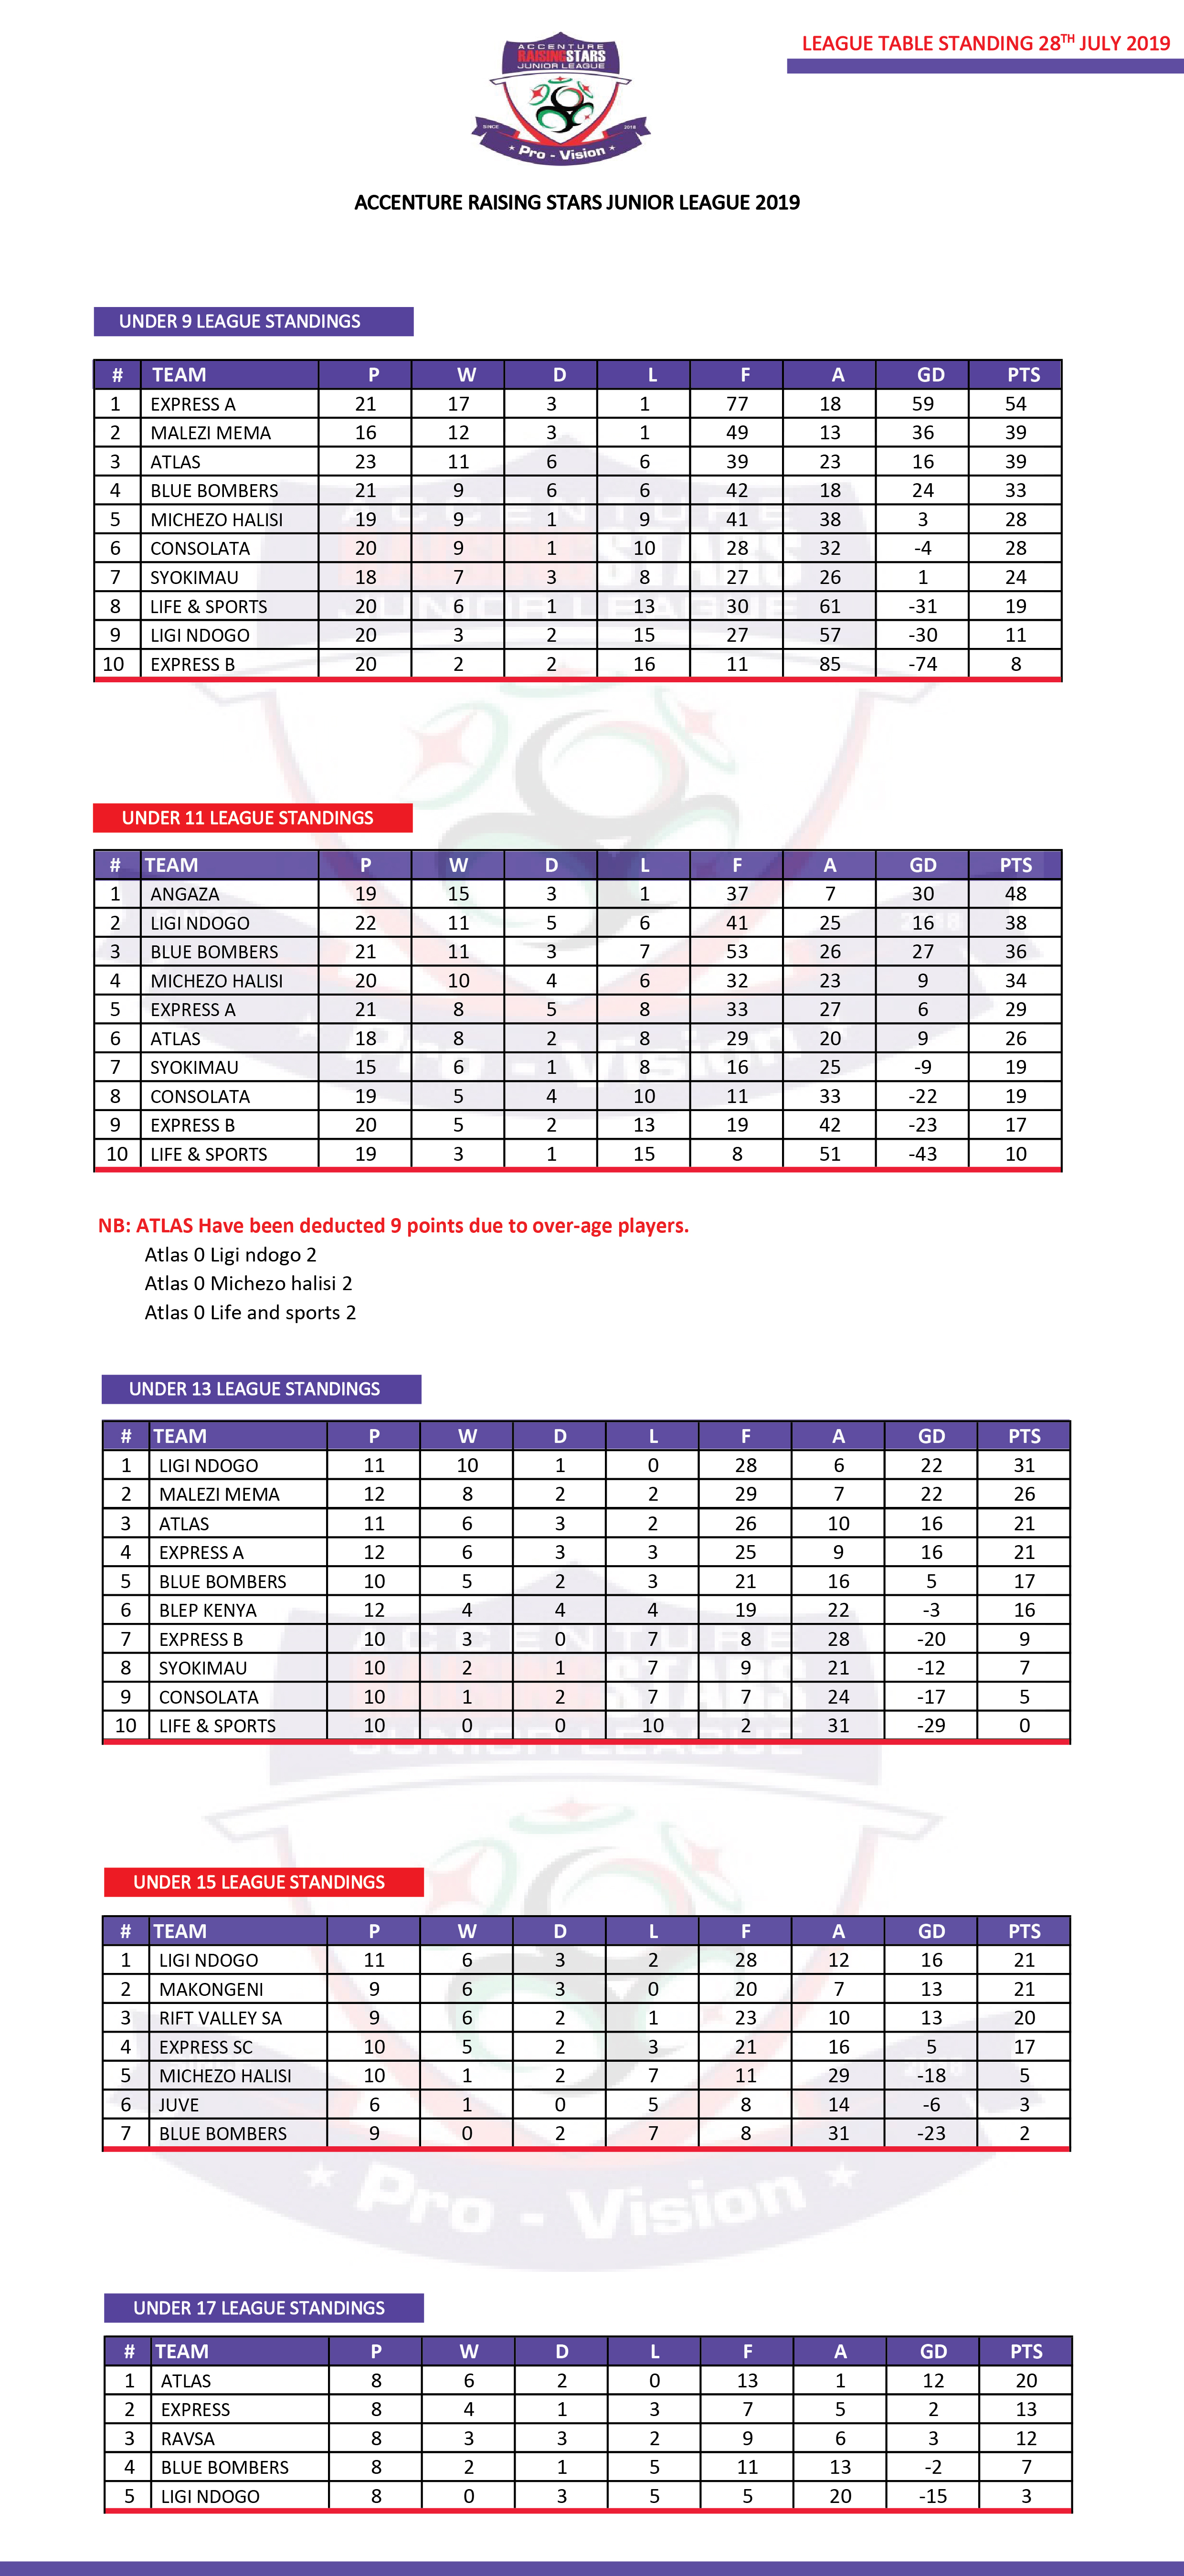 LEAGUE TABLE STANDING 28TH JULY 2019
ACCENTURE
RAISINGSTARS
JUNIOR LEAGUE
SINCE 2018
★ Pro - Vision ★
ACCENTURE RAISING STARS JUNIOR LEAGUE 2019
UNDER 9 LEAGUE STANDINGS
# TEAM P W D L F A GD PTS
1 EXPRESS A 21 17 3 1 77 18 59 54
2 MALEZI MEMA 16 12 3 1 49 13 36 39
3 ATLAS 23 11 6 6 39 23 16 39
4 BLUE BOMBERS 21 9 6 6 42 18 24 33
5 MICHEZO HALISI 19 9 1 9 41 38 3 28
6 CONSOLATA 20 9 1 10 28 32 -4 28
7 SYOKIMAU 18 7 3 8 27 26 1 24
8 LIFE & SPORTS 20 6 1 13 30 61 -31 19
9 LIGI NDOGO 20 3 2 15 27 57 -30 11
10 EXPRESS B 20 2 2 16 11 85 -74 8
UNDER 11 LEAGUE STANDINGS
# TEAM P W D L F A GD PTS
1 ANGAZA 19 15 3 1 37 7 30 48
2 LIGI NDOGO 22 11 5 6 41 25 16 38
3 BLUE BOMBERS 21 11 3 7 53 26 27 36
4 MICHEZO HALISI 20 10 4 6 32 23 9 34
5 EXPRESS A 21 8 5 8 33 27 6 29
6 ATLAS 18 8 2 8 29 20 9 26
7 SYOKIMAU 15 6 1 8 16 25 -9 19
8 CONSOLATA 19 5 4 10 11 33 -22 19
9 EXPRESS B 20 5 2 13 19 42 -23 17
10 LIFE & SPORTS 19 3 1 15 8 51 -43 10
NB: ATLAS Have been deducted 9 points due to over-age players.
Atlas 0 Ligi ndogo 2
Atlas 0 Michezo halisi 2
Atlas 0 Life and sports 2
UNDER 13 LEAGUE STANDINGS
# TEAM P W D L F A GD PTS
1 LIGI NDOGO 11 10 1 0 28 6 22 31
2 MALEZI MEMA 12 8 2 2 29 7 22 26
3 ATLAS 11 6 3 2 26 10 16 21
4 EXPRESS A 12 6 3 3 25 9 16 21
5 BLUE BOMBERS 10 5 2 3 21 16 5 17
6 BLEP KENYA 12 4 4 4 19 22 -3 16
7 EXPRESS B 10 3 0 7 8 28 -20 9
8 SYOKIMAU 10 2 1 7 9 21 -12 7
9 CONSOLATA 10 1 2 7 7 24 -17 5
10 LIFE & SPORTS 10 0 0 10 2 31 -29 0
UNDER 15 LEAGUE STANDINGS
# TEAM P W D L F A GD PTS
1 LIGI NDOGO 11 6 3 2 28 12 16 21
2 MAKONGENI 9 6 3 0 20 7 13 21
3 RIFT VALLEY SA 9 6 2 1 23 10 13 20
4 EXPRESS SC 10 5 2 3 21 16 5 17
5 MICHEZO HALISI 10 1 2 7 11 29 -18 5
6 JUVE 6 1 0 5 8 14 -6 3
7 BLUE BOMBERS 9 0 2 7 8 31 -23 2
★ Pro - Vision ★
UNDER 17 LEAGUE STANDINGS
# TEAM P W D L F A GD PTS
1 ATLAS 8 6 2 0 13 1 12 20
2 EXPRESS 8 4 1 3 7 5 2 13
3 RAVSA 8 3 3 2 9 6 3 12
4 BLUE BOMBERS 8 2 1 5 11 13 -2 7
5 LIGI NDOGO 8 0 3 5 5 20 -15 3